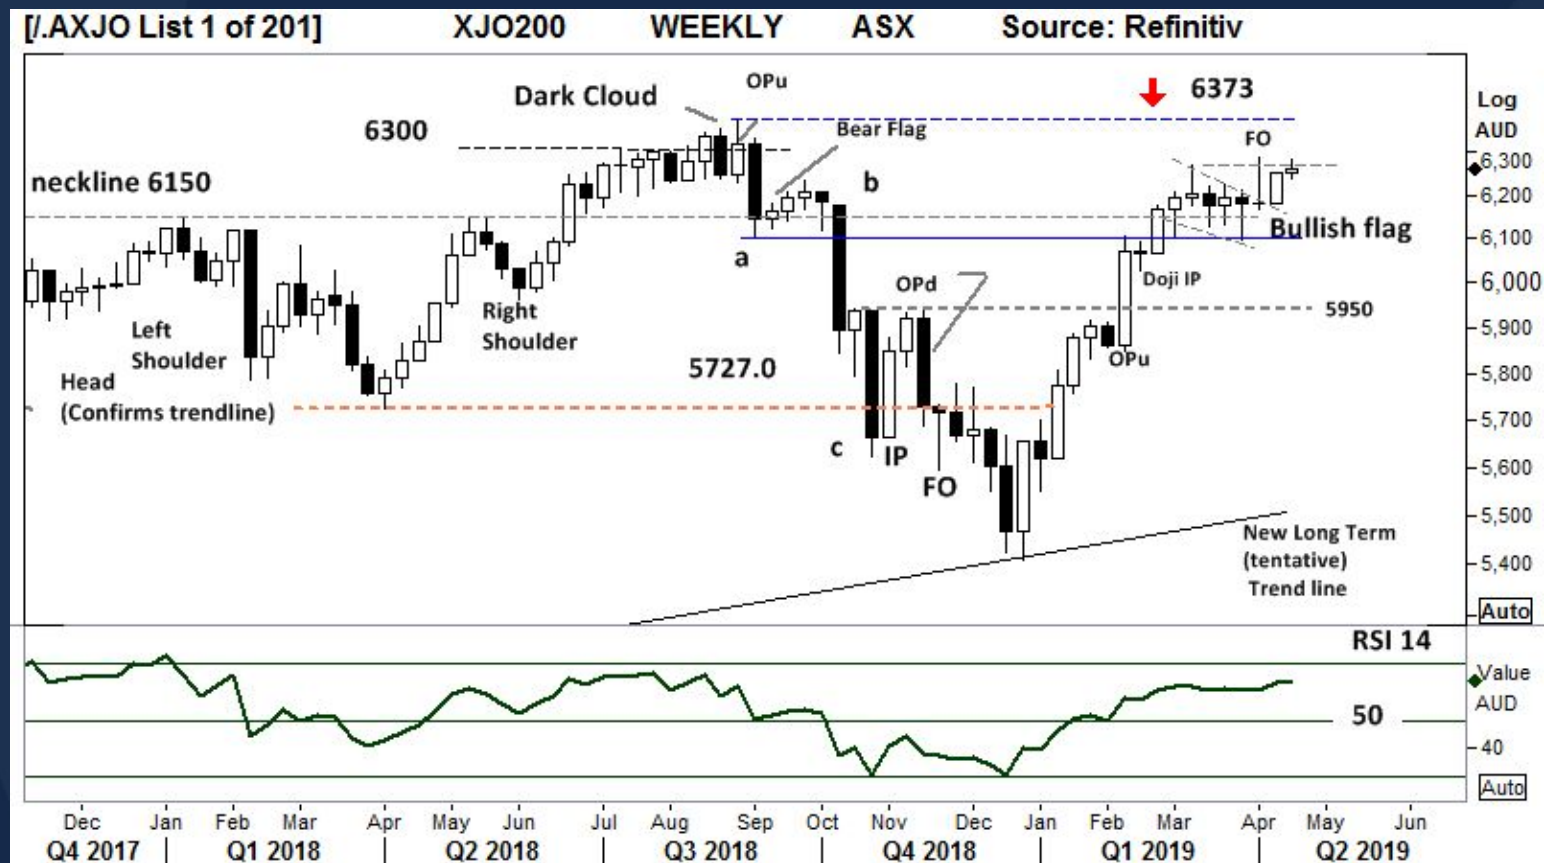 [/.AXJO List 1 of 201] XJO200 WEEKLY ASX Source: Refinitiv
Dark Cloud
OPu
6373
Log
AUD
6300
Bear Flag
FO
6,300
neckline 6150
b
6,200
Bullish flag
6,100
a
Doji IP
6,000
OPd
5950
Left
Shoulder
Right
Shoulder
5,900
OPu
5727.0
5,800
Head
(Confirms trendline)
5,700
c
IP
FO
5,600
5,500
New Long Term
(tentative)
Trend line
5,400
Auto
RSI 14
Value
AUD
50
40
Auto
Dec Jan Feb Mar Apr May Jun Jul Aug Sep Oct Nov Dec Jan Feb Mar Apr May Jun
Q4 2017 Q1 2018 Q2 2018 Q3 2018 Q4 2018 Q1 2019 Q2 2019